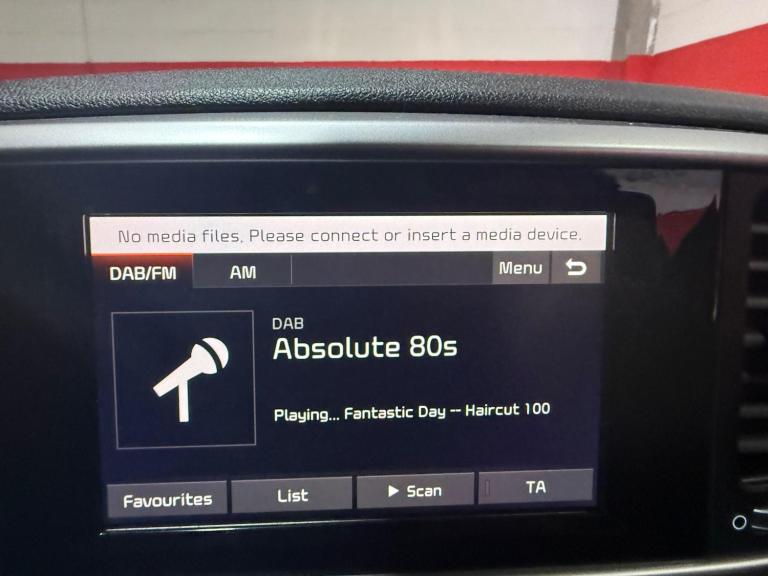 No media files, Please connect or insert a media device.
DAB/FM AM Menu
DAB
Absolute 80s
Playing... Fantastic Day -- Haircut 100
Favourites List Scan TA